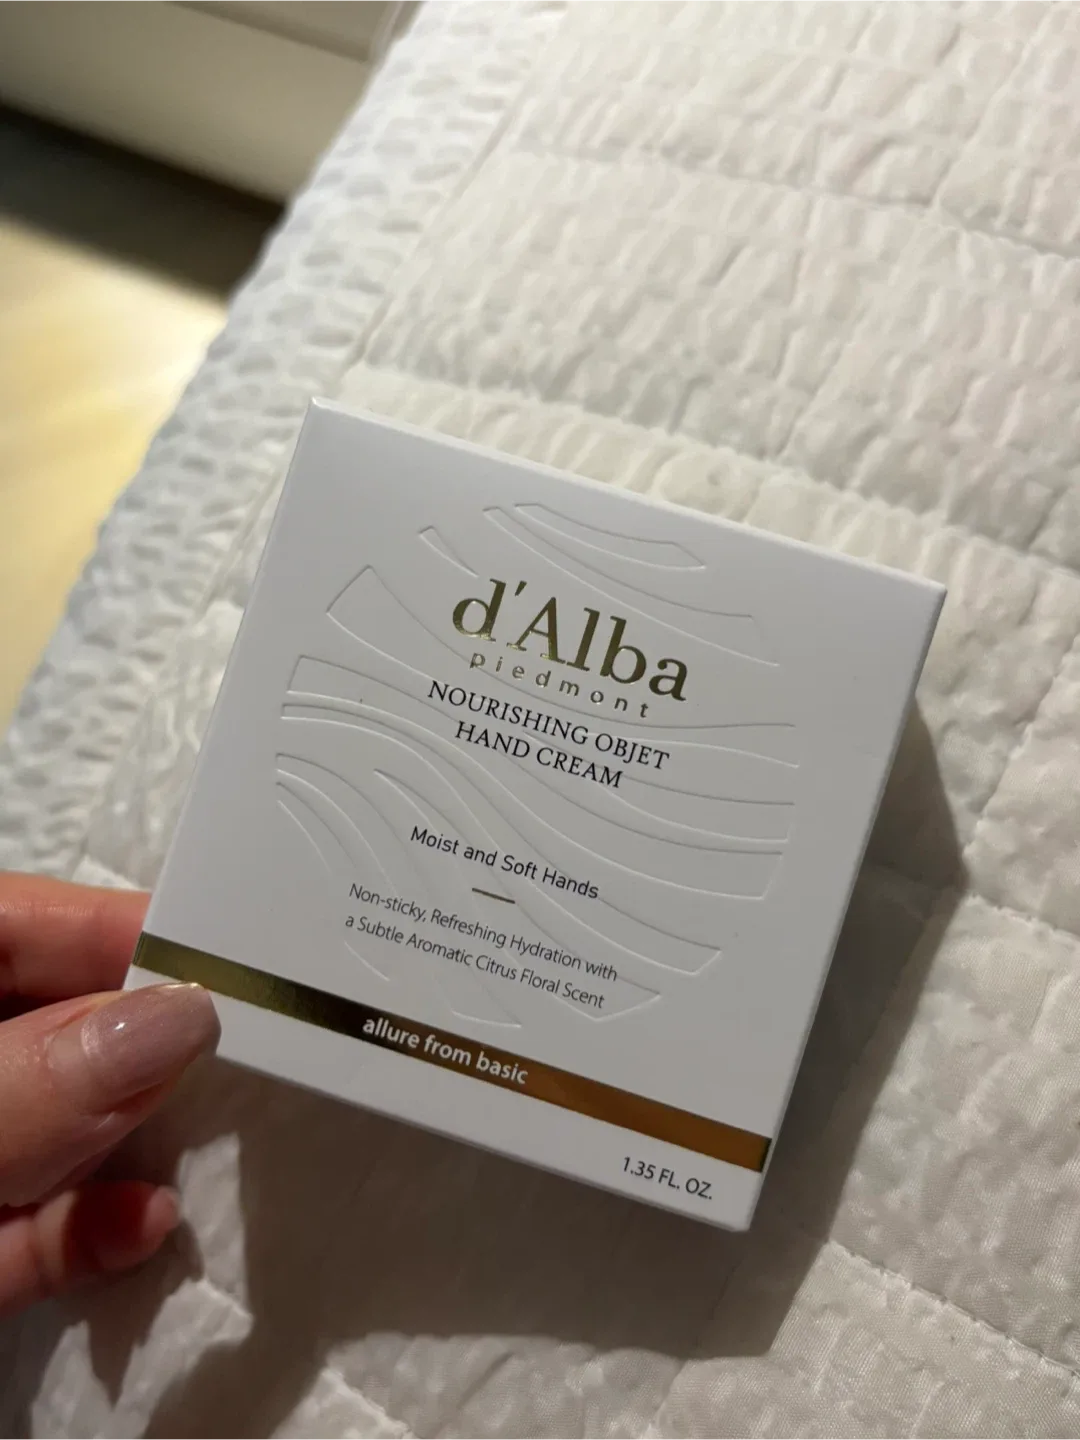 d'Alba
piedmont
NOURISHING OBJET
HAND CREAM
Moist and Soft Hands
Non-sticky, Refreshing Hydration with
a Subtle Aromatic Citrus Floral Scent
allure from basic
1.35 FL. OZ.